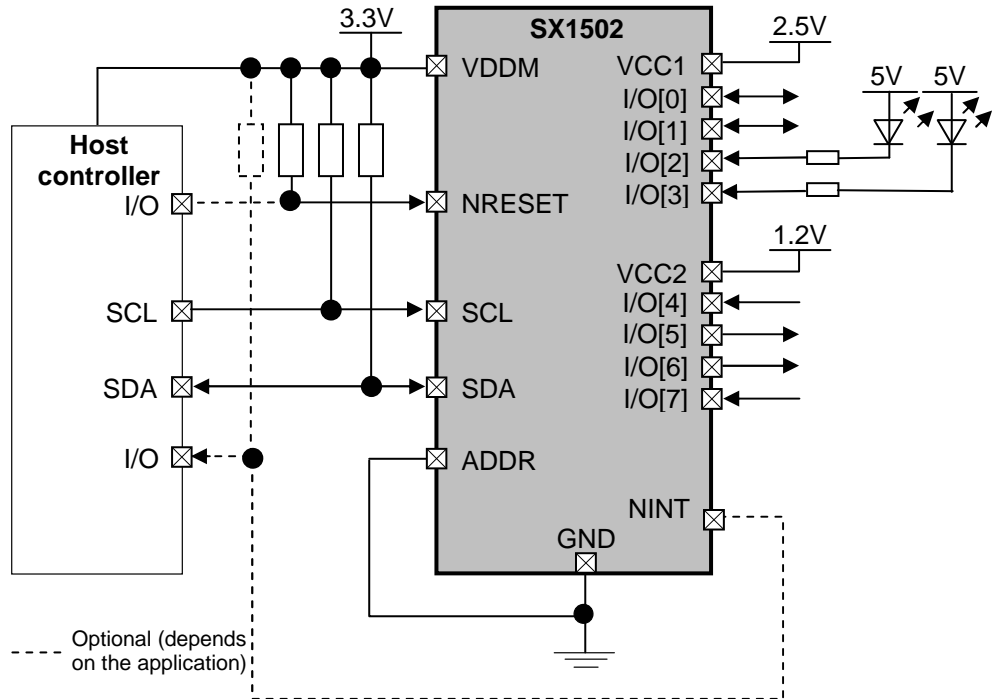 3.3V
SX1502
2.5V
VDDM
VCC1
5V 5V
I/O[0]
I/O[1]
Host
controller
I/O[2]
I/O[3]
I/O
NRESET
1.2V
VCC2
I/O[4]
SCL
SCL
I/O[5]
I/O[6]
SDA
SDA
I/O[7]
I/O
ADDR
NINT
GND
Optional (depends
on the application)